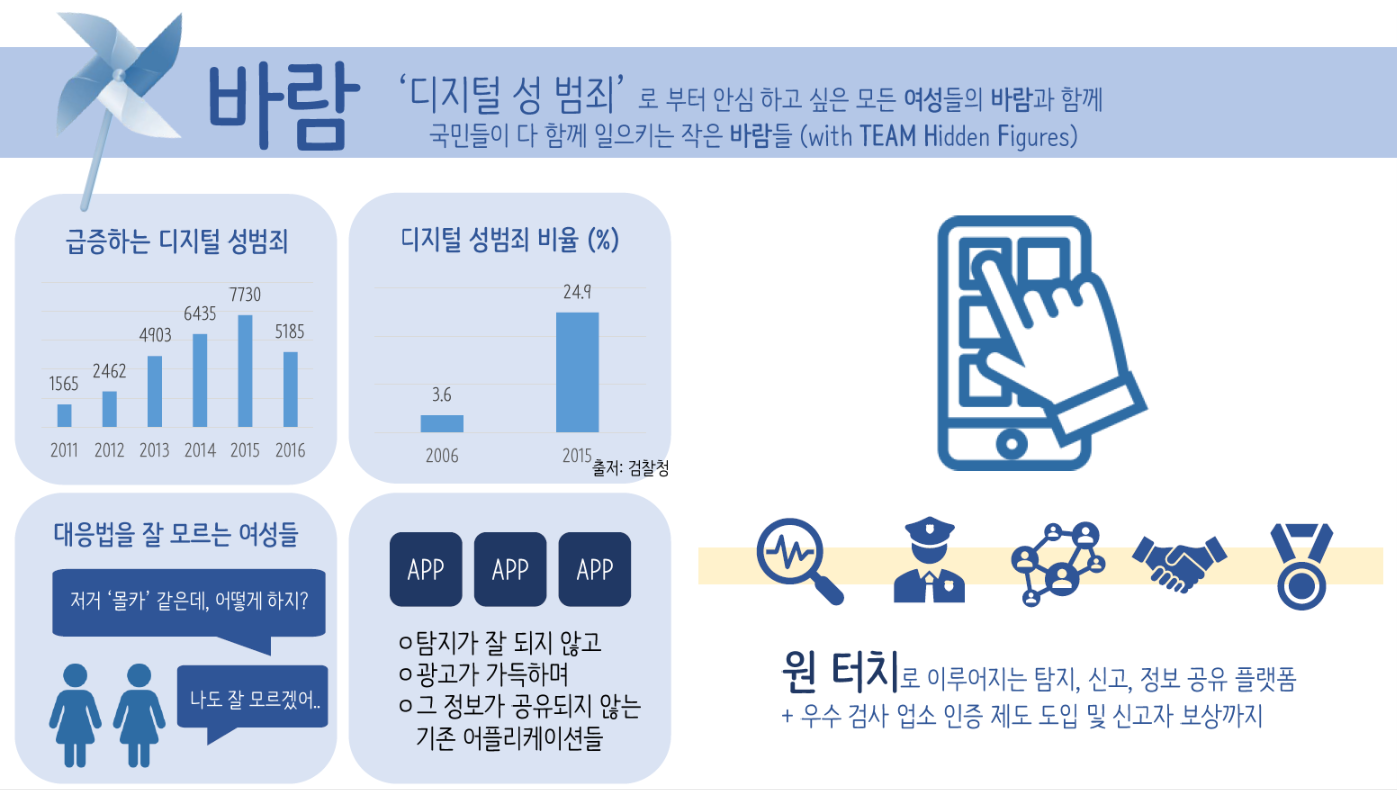 바람
‘디지털 성 범죄’ 로 부터 안심 하고 싶은 모든 여성들의 바람과 함께
국민들이 다 함께 일으키는 작은 바람들 (with TEAM Hidden Figures)
급증하는 디지털 성범죄
7730
6435
5185
4903
2462
1565
2011 2012 2013 2014 2015 2016
디지털 성범죄 비율 (%)
24.9
3.6
2006 2015
출저: 검찰청
대응법을 잘 모르는 여성들
저거 ‘몰카’ 같은데, 어떻게 하지?
나도 잘 모르겠어..
APP APP APP
탐지가 잘 되지 않고
광고가 가득하며
그 정보가 공유되지 않는
기존 어플리케이션들
원 터치로 이루어지는 탐지, 신고, 정보 공유 플랫폼
+ 우수 검사 업소 인증 제도 도입 및 신고자 보상까지